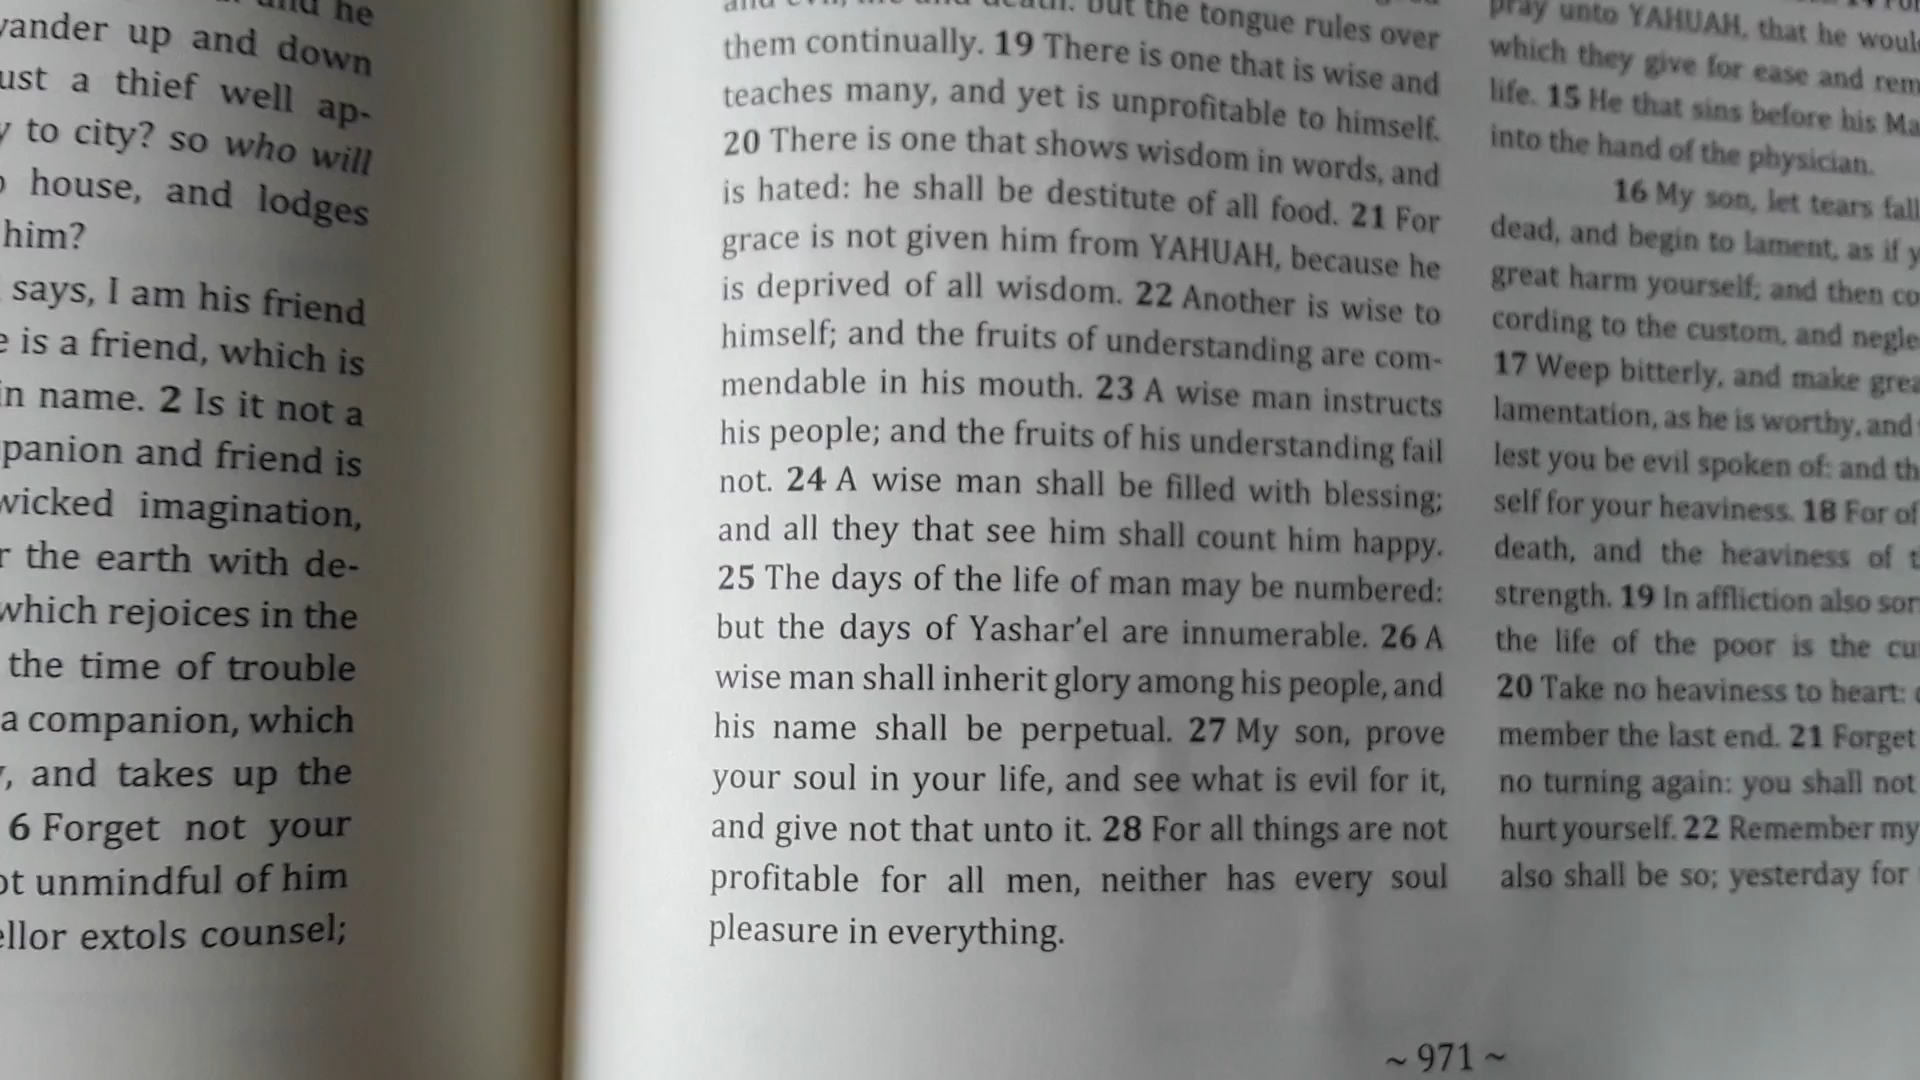 and he
wander up and down
ust a thief well ap-
y to city? so who will
house, and lodges
him?
says, I am his friend
e is a friend, which is
in name. 2 Is it not a
panion and friend is
wicked imagination,
r the earth with de-
which rejoices in the
the time of trouble
a companion, which
, and takes up the
6 Forget not your
ot unmindful of him
ellor extols counsel;
and evil, life and death: but the tongue rules over
them continually. 19 There is one that is wise and
teaches many, and yet is unprofitable to himself.
20 There is one that shows wisdom in words, and
is hated: he shall be destitute of all food. 21 For
grace is not given him from YAHUAH, because he
is deprived of all wisdom. 22 Another is wise to
himself; and the fruits of understanding are com-
mendable in his mouth. 23 A wise man instructs
his people; and the fruits of his understanding fail
not. 24 A wise man shall be filled with blessing;
and all they that see him shall count him happy.
25 The days of the life of man may be numbered:
but the days of Yashar'el are innumerable. 26 A
wise man shall inherit glory among his people, and
his name shall be perpetual. 27 My son, prove
your soul in your life, and see what is evil for it,
and give not that unto it. 28 For all things are not
profitable for all men, neither has every soul
pleasure in everything.
pray unto YAHUAH, that he would
which they give for ease and rem
life. 15 He that sins before his Ma
into the hand of the physician.
16 My son, let tears fall
dead, and begin to lament, as if y
great harm yourself; and then co
cording to the custom, and negle
17 Weep bitterly, and make grea
lamentation, as he is worthy, and
lest you be evil spoken of: and th
self for your heaviness. 18 For of
death, and the heaviness of t
strength. 19 In affliction also sor
the life of the poor is the cu
20 Take no heaviness to heart:
member the last end. 21 Forget
no turning again: you shall not
hurt yourself. 22 Remember my
also shall be so; yesterday for
~ 971 ~